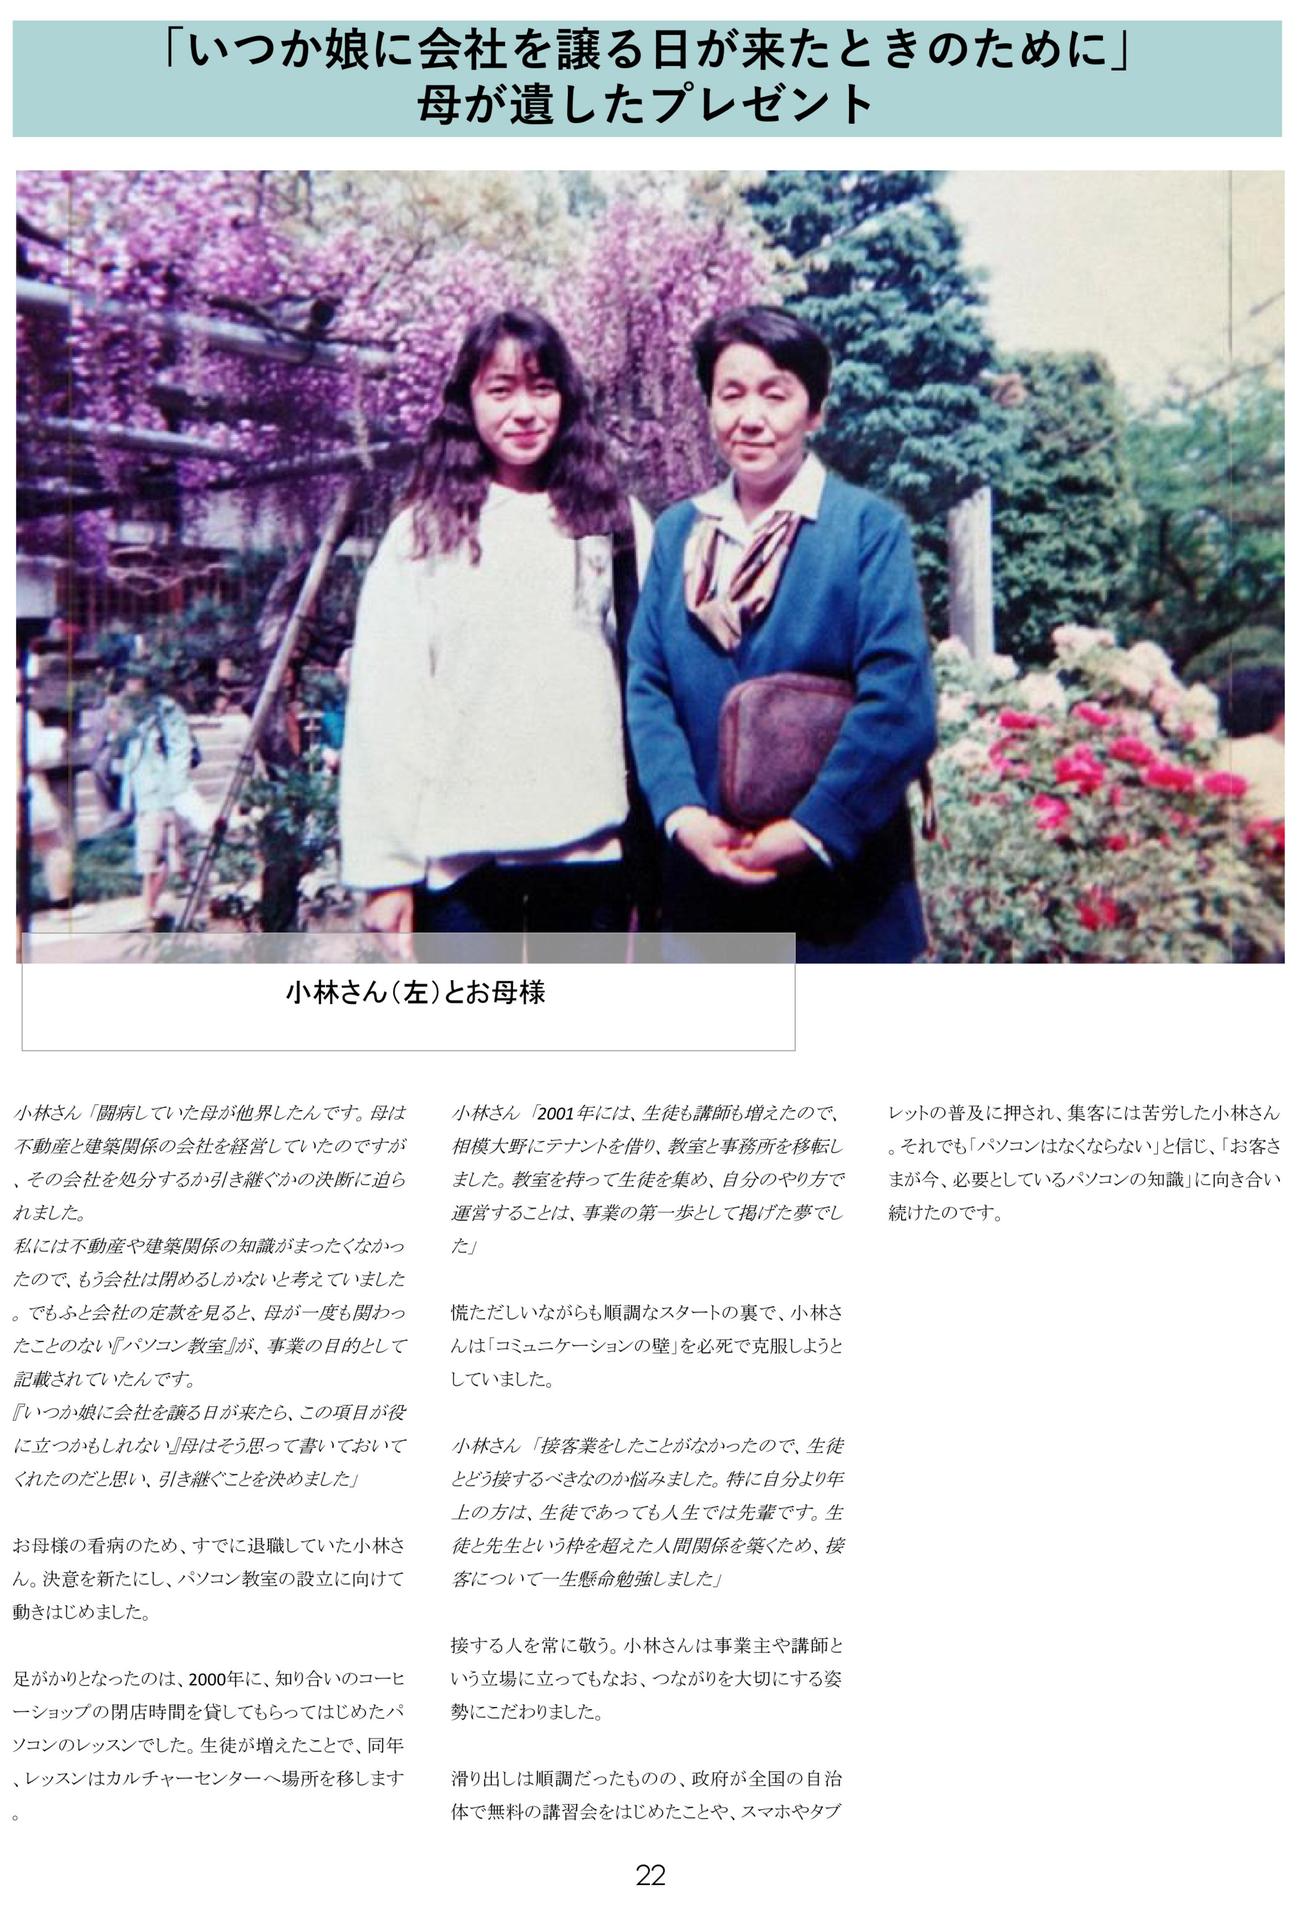 「いつか娘に会社を譲る日が来たときのために」
母が遺したプレゼント
小林さん（左）とお母様
小林さん「闘病していた母が他界したんです。母は
不動産と建築関係の会社を経営していたのですが
、その会社を処分するか引き継ぐかの決断に迫ら
れました。
私には不動産や建築関係の知識がまったくなかっ
たので、もう会社は閉めるしかないと考えていました
。でもふと会社の定款を見ると、母が一度も関わっ
たことのない『パソコン教室』が、事業の目的として
記載されていたんです。
『いつか娘に会社を譲る日が来たら、この項目が役
に立つかもしれない』母はそう思って書いておいて
くれたのだと思い、引き継ぐことを決めました」
お母様の看病のため、すでに退職していた小林さ
ん。決意を新たにし、パソコン教室の設立に向けて
動きはじめました。
足がかりとなったのは、2000年に、知り合いのコーヒ
ーショップの閉店時間を貸してもらってはじめたパ
ソコンのレッスンでした。生徒が増えたことで、同年
、レッスンはカルチャーセンターへ場所を移します
。
小林さん「2001年には、生徒も講師も増えたので、
相模大野にテナントを借り、教室と事務所を移転し
ました。教室を持って生徒を集め、自分のやり方で
運営することは、事業の第一歩として掲げた夢でし
た」
慌ただしいながらも順調なスタートの裏で、小林さ
んは「コミュニケーションの壁」を必死で克服しようと
していました。
小林さん「接客業をしたことがなかったので、生徒
とどう接するべきなのか悩みました。特に自分より年
上の方は、生徒であっても人生では先輩です。生
徒と先生という枠を超えた人間関係を築くため、接
客について一生懸命勉強しました」
接する人を常に敬う。小林さんは事業主や講師と
いう立場に立ってもなお、つながりを大切にする姿
勢にこだわりました。
滑り出しは順調だったものの、政府が全国の自治
体で無料の講習会をはじめたことや、スマホやタブ
レットの普及に押され、集客には苦労した小林さん
。それでも「パソコンはなくならない」と信じ、「お客さ
まが今、必要としているパソコンの知識」に向き合い
続けたのです。
22